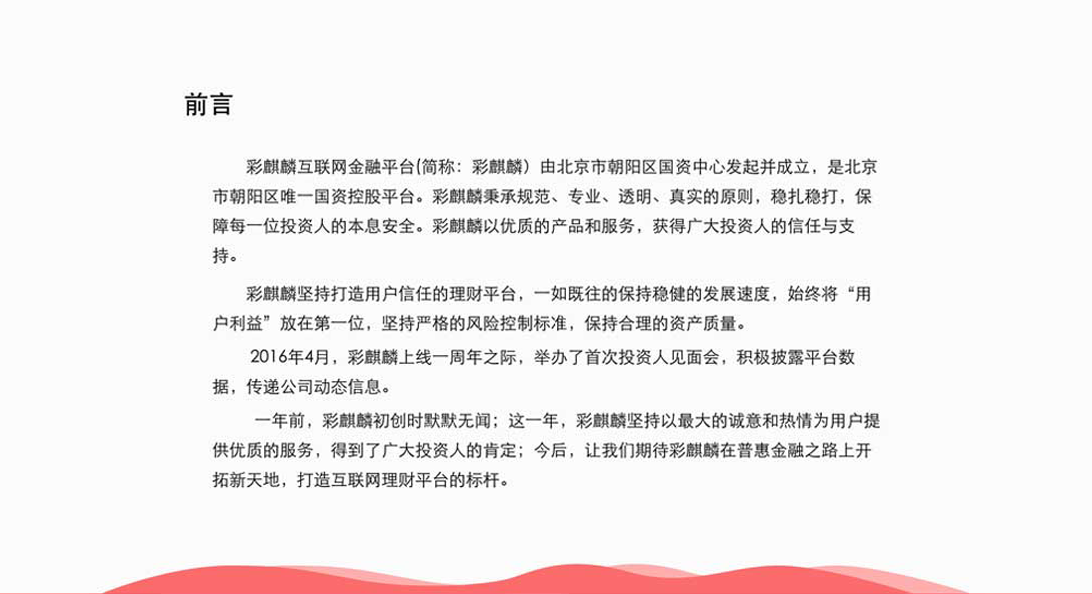 前言
彩麒麟互联网金融平台(简称：彩麒麟）由北京市朝阳区国资中心发起并成立，是北京
市朝阳区唯一国资控股平台。彩麒麟秉承规范、专业、透明、真实的原则，稳扎稳打，保
障每一位投资人的本息安全。彩麒麟以优质的产品和服务，获得广大投资人的信任与支
持。
彩麒麟坚持打造用户信任的理财平台，一如既往的保持稳健的发展速度，始终将“用
户利益”放在第一位，坚持严格的风险控制标准，保持合理的资产质量。
2016年4月，彩麒麟上线一周年之际，举办了首次投资人见面会，积极披露平台数
据，传递公司动态信息。
一年前，彩麒麟初创时默默无闻；这一年，彩麒麟坚持以最大的诚意和热情为用户提
供优质的服务，得到了广大投资人的肯定；今后，让我们期待彩麒麟在普惠金融之路上开
拓新天地，打造互联网理财平台的标杆。